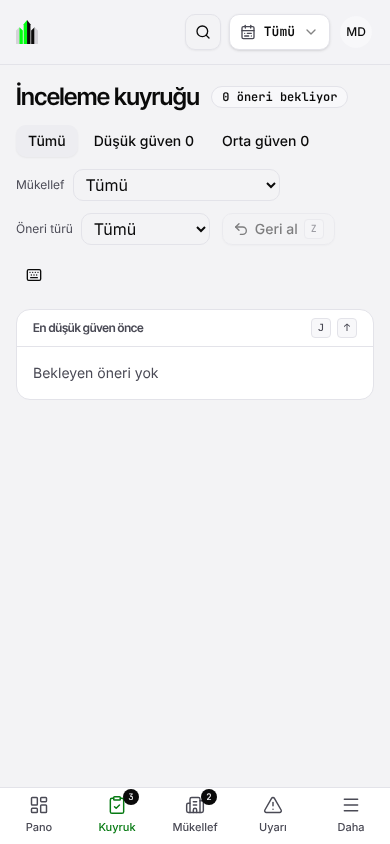 Tümü
MD
İnceleme kuyruğu
0 öneri bekliyor
Tümü
Düşük güven 0
Orta güven 0
Mükellef
Tümü
Öneri türü
Tümü
Geri al
Z
En düşük güven önce
J
↑
Bekleyen öneri yok
3
2
Pano
Kuyruk
Mükellef
Uyarı
Daha